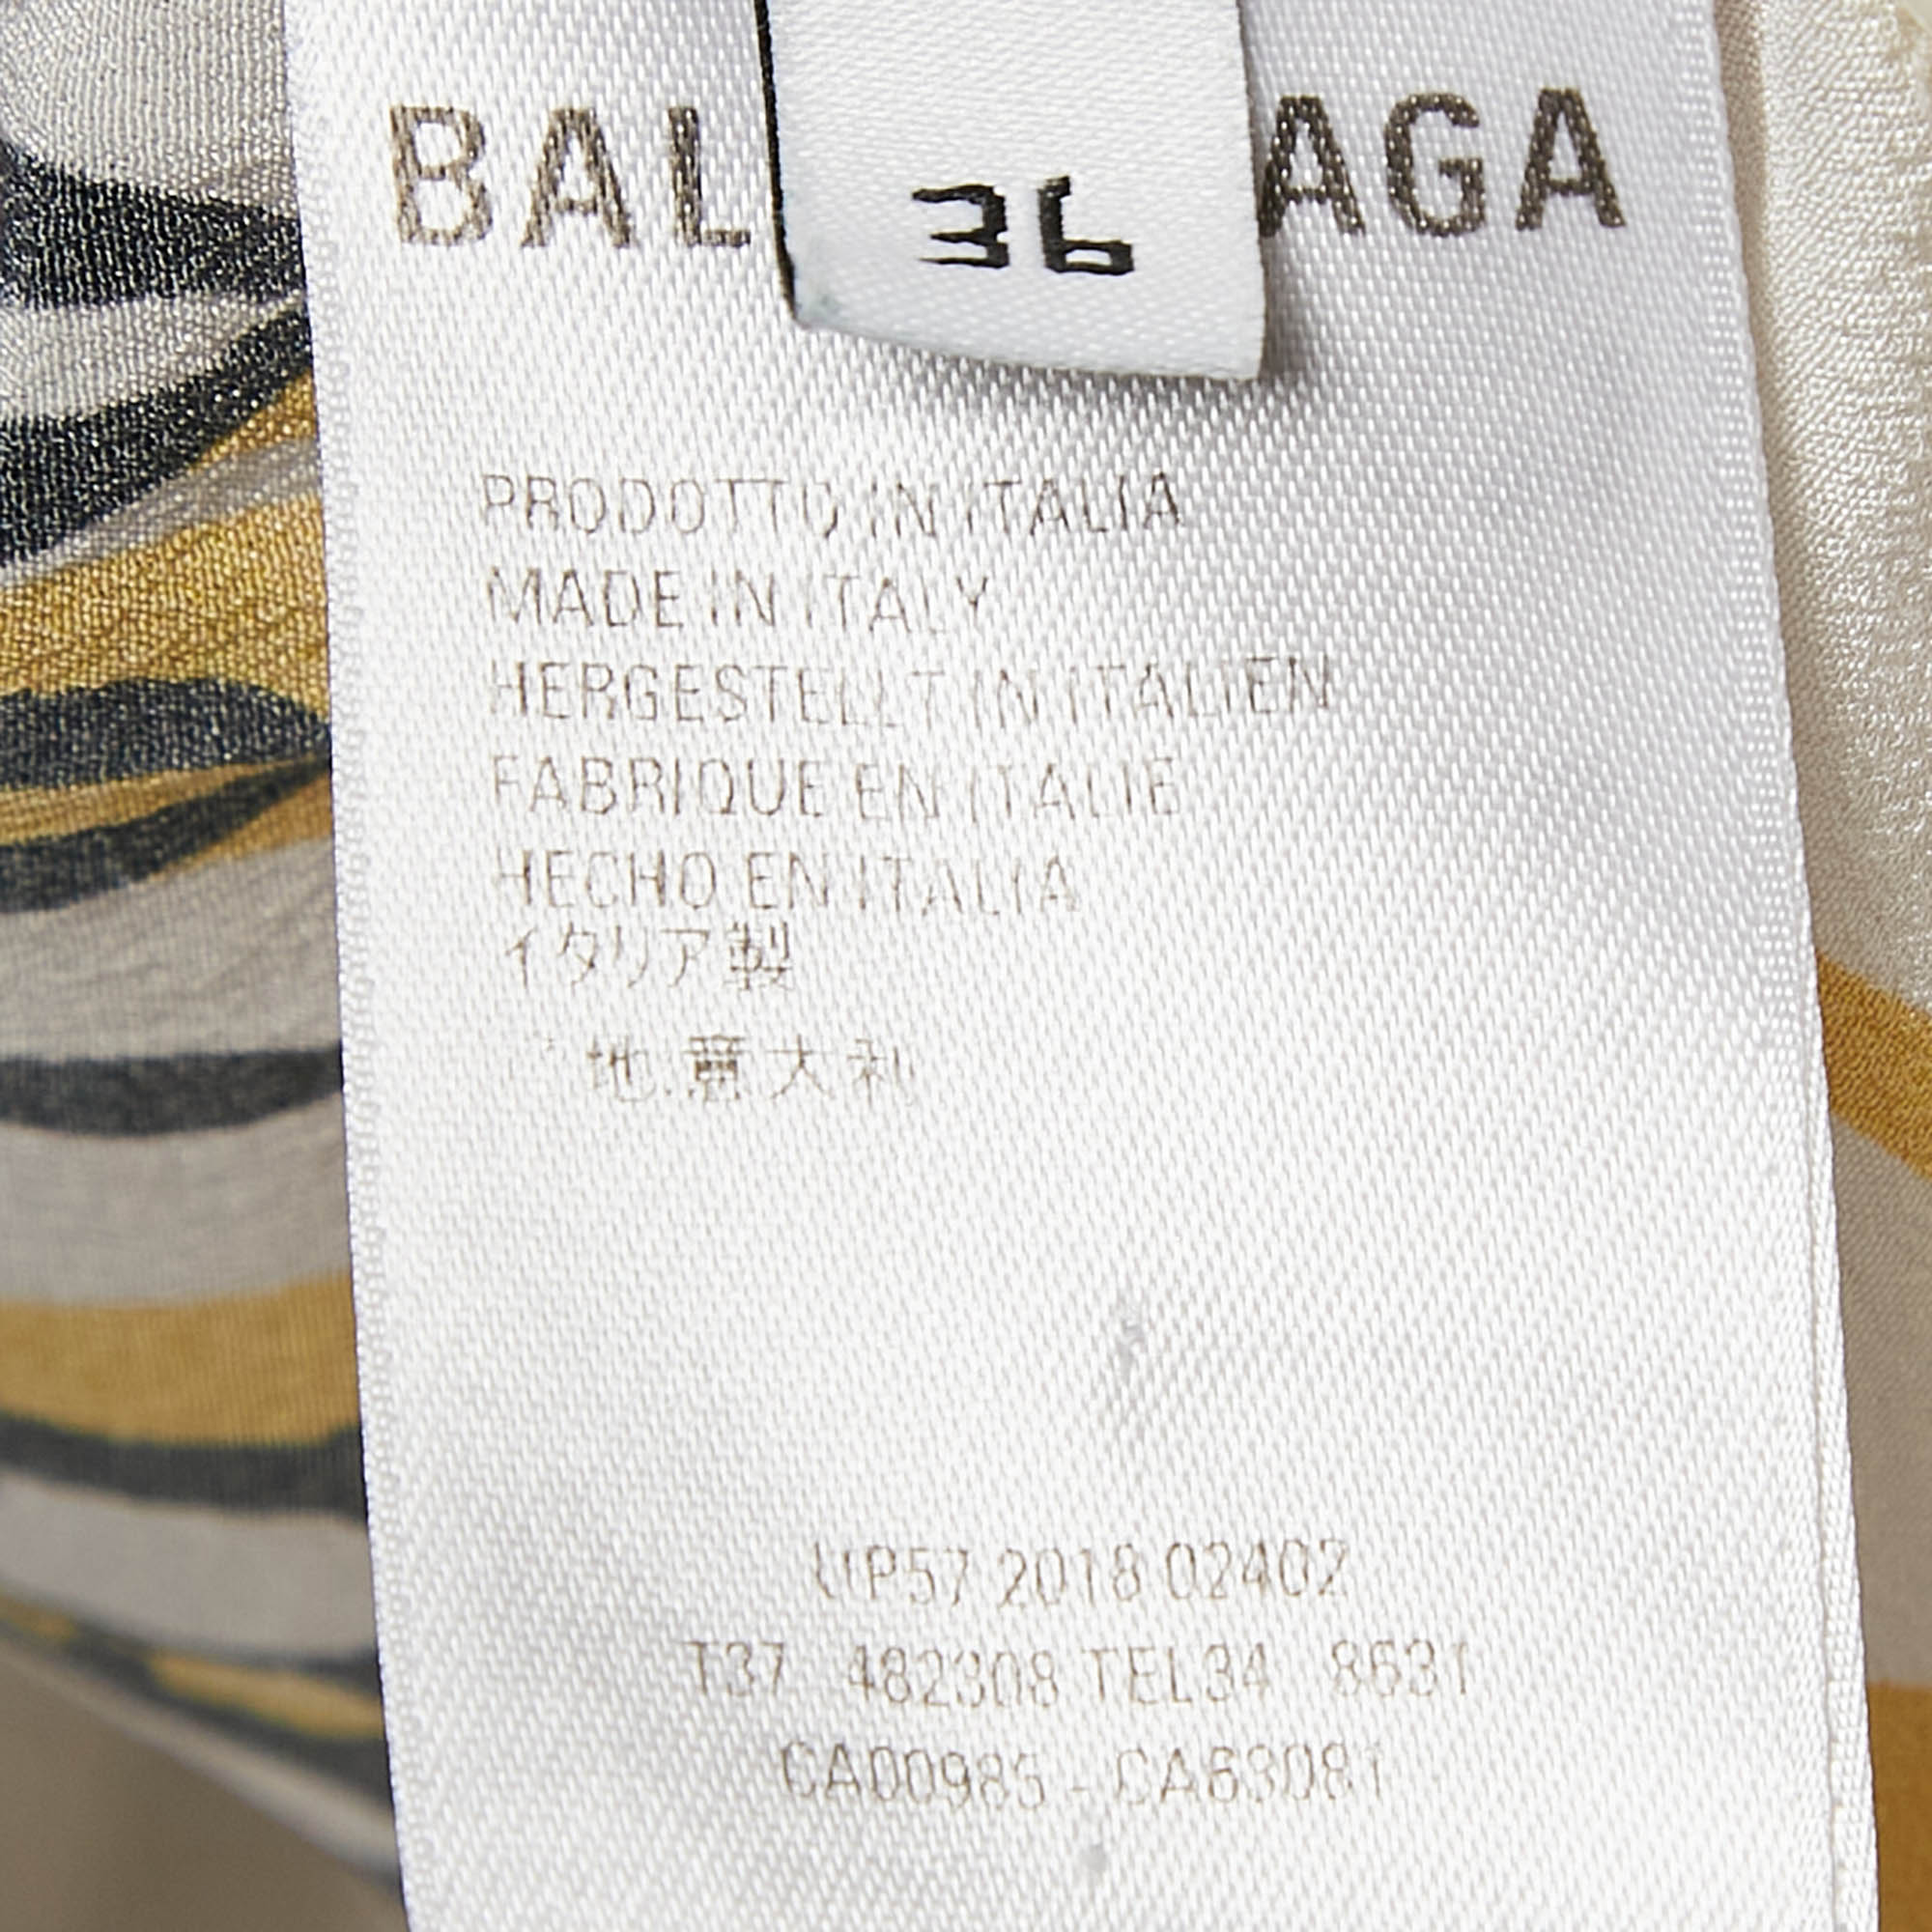 BAL AGA
36
PRODOTTO IN ITALIA
MADE IN ITALY
HERGESTELLT IN ITALIEN
FABRIQUE EN ITALIE
HECHO EN ITALIA
イタリア製
地:意大利
UP57 2018 02402
T37 482308 TEL34 8631
CA00985 - CA63081